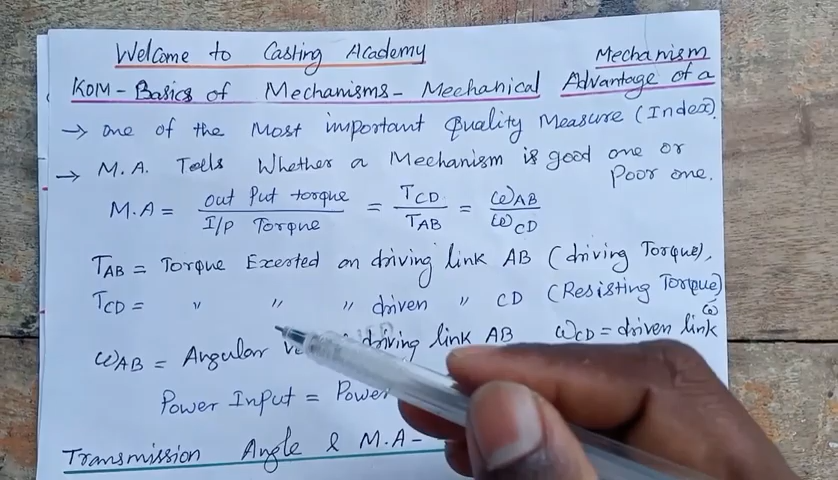 Welcome to Casting Academy Mechanism
KOM - Basics of Mechanisms - Mechanical Advantage of a
→ one of the Most important Quality Measure (Index).
→ M.A. Tells Whether a Mechanism is good one or
Poor one.
M.A = out Put torque / I/P Torque = TCD / TAB = ωAB / ωCD
TAB = Torque Exerted on driving link AB (driving Torque),
TCD = " " " driven " CD (Resisting Torque)
ωAB = Angular driving link AB ωCD = driven link ω
Power Input = Power
Transmission Angle & M.A -